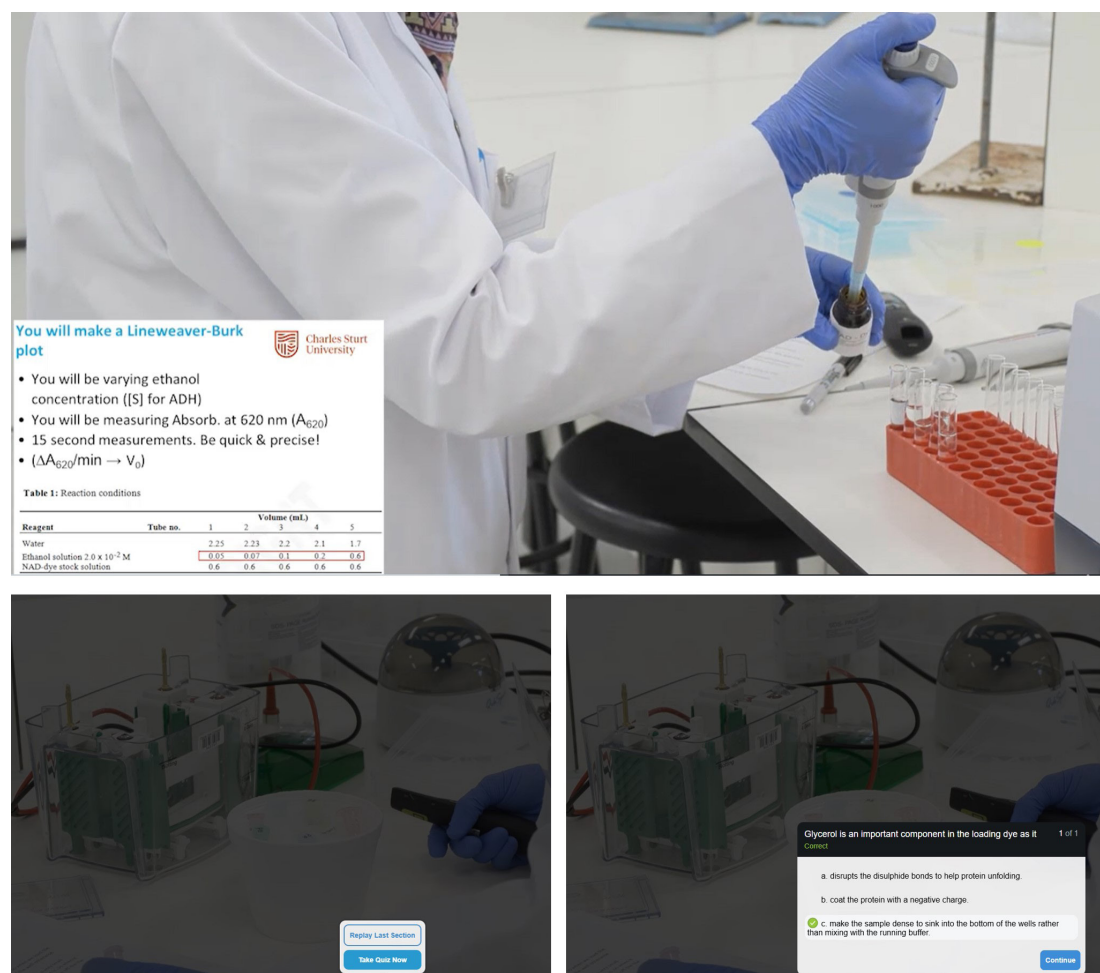 You will make a Lineweaver-Burk
plot
Charles Sturt
University
• You will be varying ethanol
concentration ([S] for ADH)
• You will be measuring Absorb. at 620 nm (A₆₂₀)
• 15 second measurements. Be quick & precise!
• (ΔA₆₂₀/min → V₀)
Table 1: Reaction conditions
Volume (mL)
Reagent Tube no. 1 2 3 4 5
Water 2.25 2.23 2.2 2.1 1.7
Ethanol solution 2.0 x 10⁻² M 0.05 0.07 0.1 0.2 0.6
NAD-dye stock solution 0.6 0.6 0.6 0.6 0.6
Replay Last Section
Take Quiz Now
Glycerol is an important component in the loading dye as it 1 of 1
Correct
a. disrupts the disulphide bonds to help protein unfolding.
b. coat the protein with a negative charge.
c. make the sample dense to sink into the bottom of the wells rather
than mixing with the running buffer.
Continue